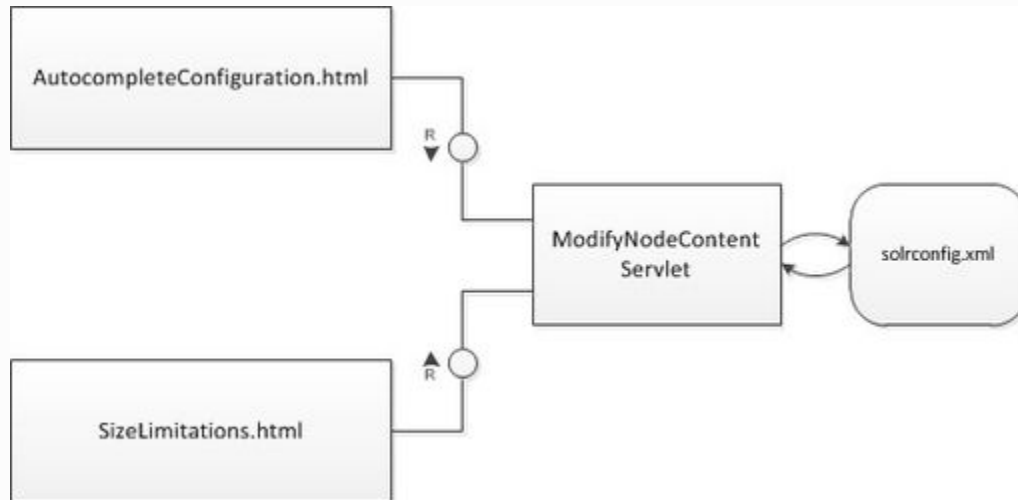 AutocompleteConfiguration.html
R
ModifyNodeContent
Servlet
solrconfig.xml
R
SizeLimitations.html